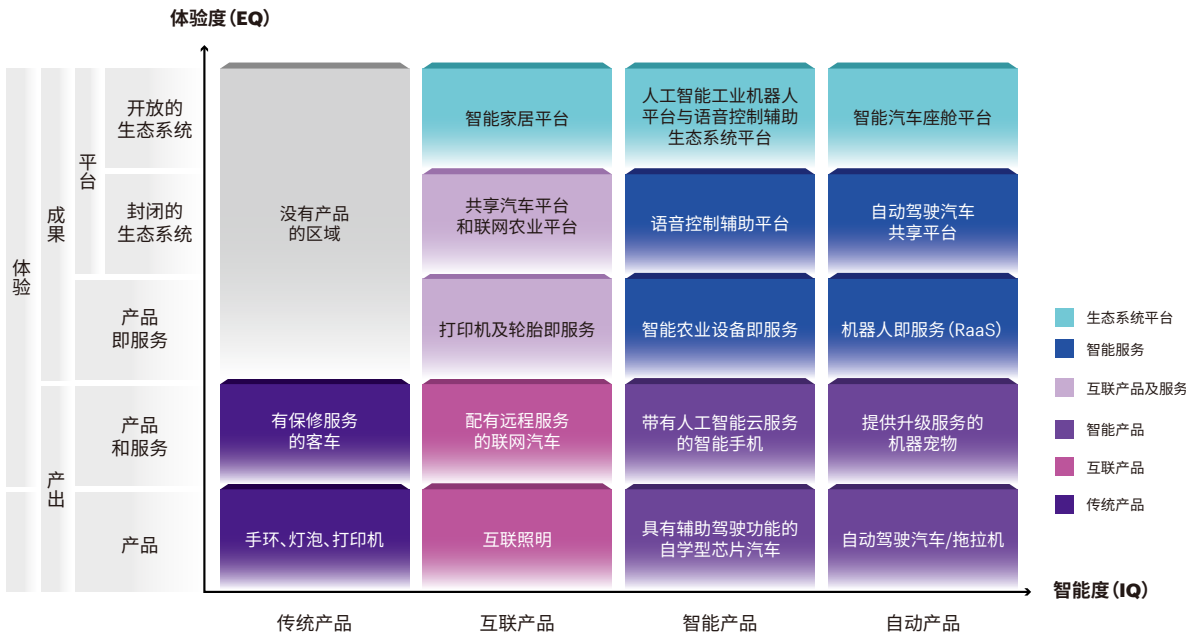 体验度（EQ）
体验
成果
平台
产出
开放的
生态系统
封闭的
生态系统
产品
即服务
产品
和服务
产品
没有产品
的区域
智能家居平台
人工智能工业机器人
平台与语音控制辅助
生态系统平台
智能汽车座舱平台
共享汽车平台
和联网农业平台
语音控制辅助平台
自动驾驶汽车
共享平台
打印机及轮胎即服务
智能农业设备即服务
机器人即服务（RaaS）
有保修服务
的客车
配有远程服务
的联网汽车
带有人工智能云服务
的智能手机
提供升级服务的
机器宠物
手环、灯泡、打印机
互联照明
具有辅助驾驶功能的
自学型芯片汽车
自动驾驶汽车/拖拉机
智能度（IQ）
传统产品
互联产品
智能产品
自动产品
生态系统平台
智能服务
互联产品及服务
智能产品
互联产品
传统产品